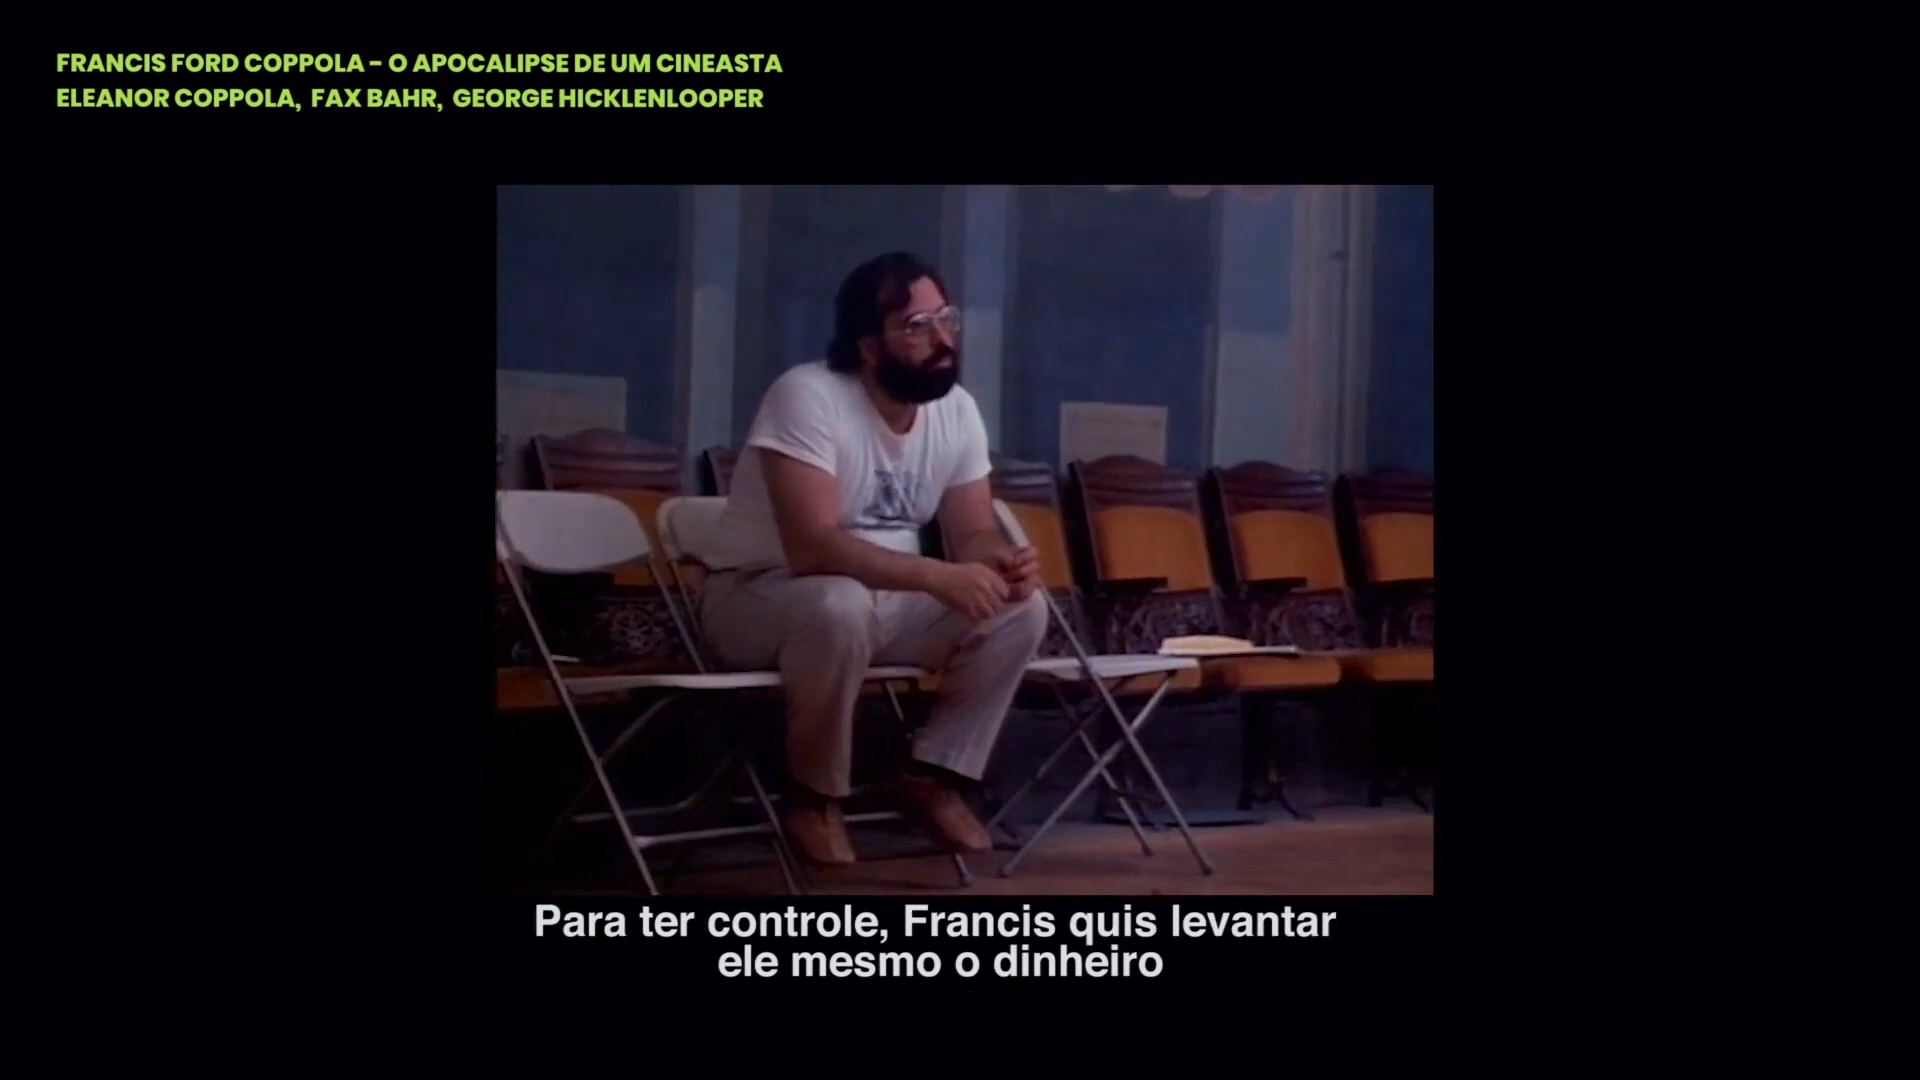 FRANCIS FORD COPPOLA - O APOCALIPSE DE UM CINEASTA
ELEANOR COPPOLA, FAX BAHR, GEORGE HICKLENLOOPER
Para ter controle, Francis quis levantar
ele mesmo o dinheiro